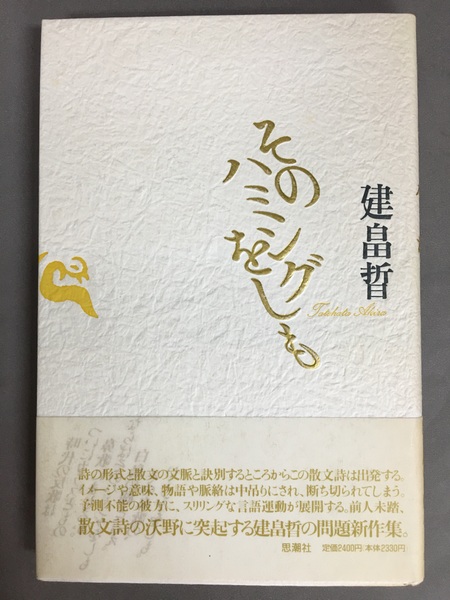 そのハミングをしも
建畠晢
Tatehata Akira
詩の形式と散文の文脈と訣別するところからこの散文詩は出発する。
イメージや意味、物語や脈絡は中吊りにされ、断ち切られてしまう。
予測不能の彼方に、スリリングな言語運動が展開する。前人未踏、
散文詩の沃野に突起する建畠晢の問題新作集。
思潮社 定価2400円(本体2330円)